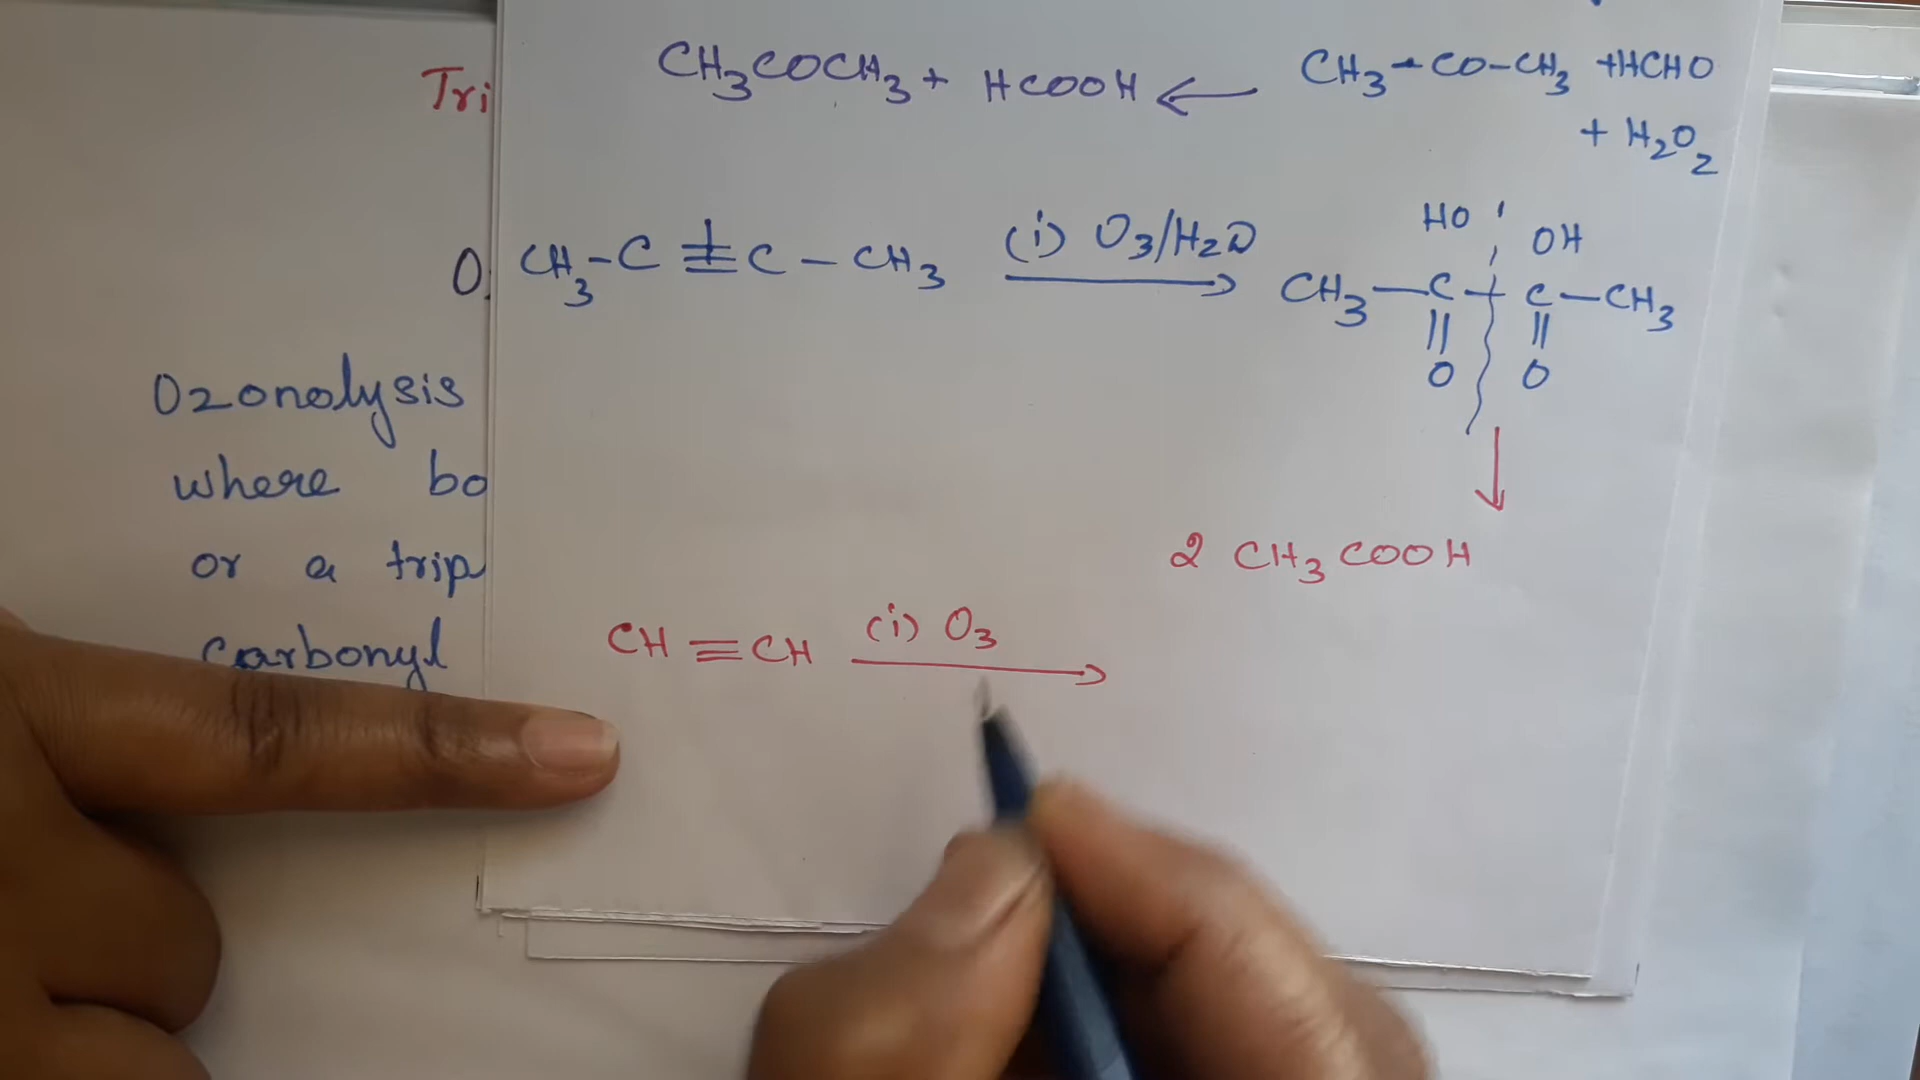 CH3COCH3 + HCOOH ← CH3-CO-CH3 +HCHO
+ H2O2
Tri
HO OH
O CH3-C≡C-CH3 (i) O3/H2O → CH3-C-C-CH3
O O
Ozonolysis
where bo
2 CH3COOH
or a trip
CH≡CH (i) O3 →
carbonyl